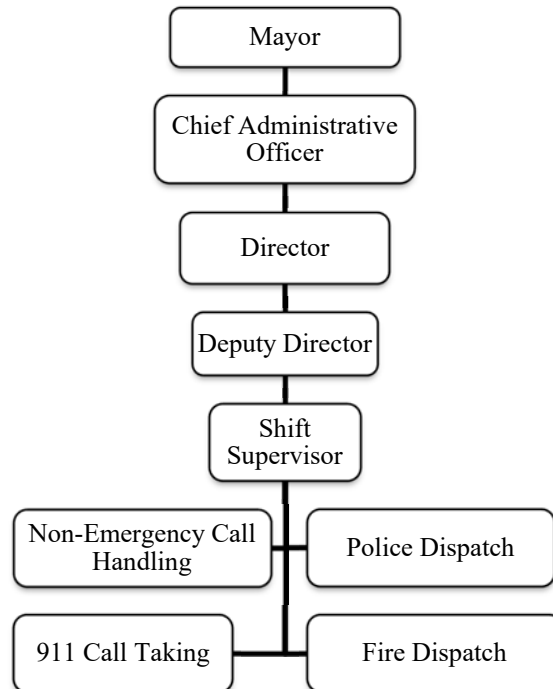 Mayor
Chief Administrative
Officer
Director
Deputy Director
Shift
Supervisor
Non-Emergency Call
Handling
Police Dispatch
911 Call Taking
Fire Dispatch